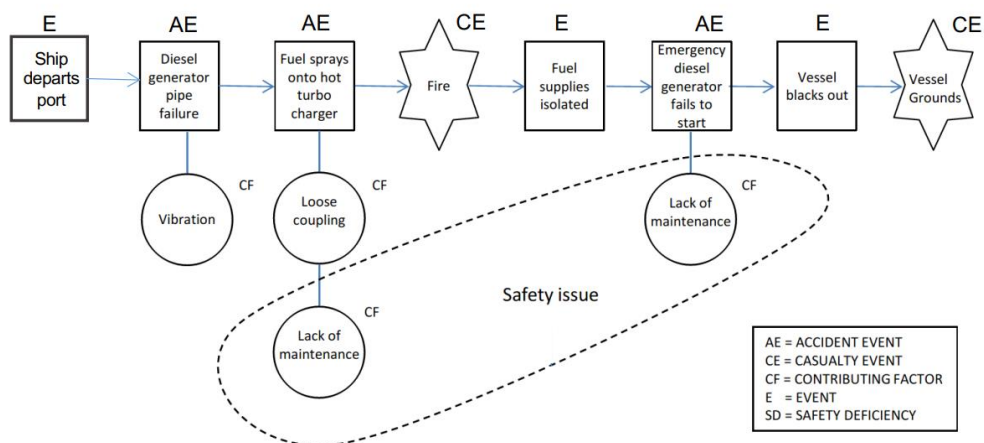 E
AE
AE
CE
E
AE
E
CE
Ship
departs
port
Diesel
generator
pipe
failure
Fuel sprays
onto hot
turbo
charger
Fire
Fuel
supplies
isolated
Emergency
diesel
generator
fails to
start
Vessel
blacks out
Vessel
Grounds
CF
Vibration
CF
Loose
coupling
CF
Lack of
maintenance
CF
Lack of
maintenance
Safety issue
AE = ACCIDENT EVENT
CE = CASUALTY EVENT
CF = CONTRIBUTING FACTOR
E = EVENT
SD = SAFETY DEFICIENCY